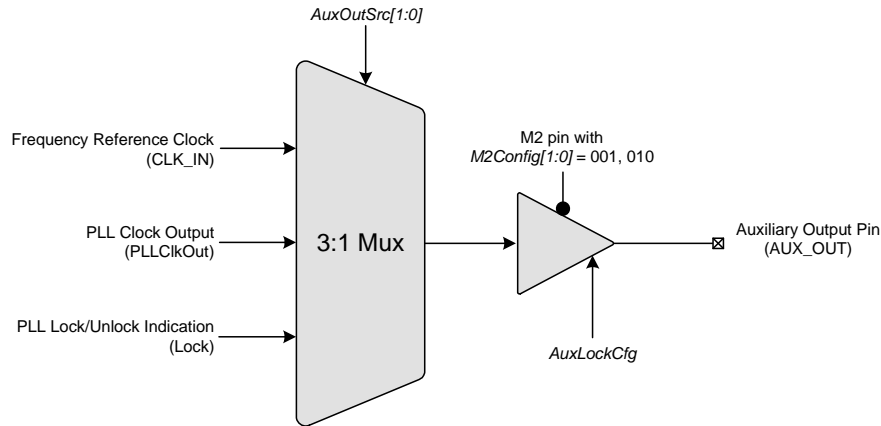 AuxOutSrc[1:0]
Frequency Reference Clock
(CLK_IN)
PLL Clock Output
(PLLClkOut)
PLL Lock/Unlock Indication
(Lock)
3:1 Mux
M2 pin with
M2Config[1:0] = 001, 010
AuxLockCfg
Auxiliary Output Pin
(AUX_OUT)